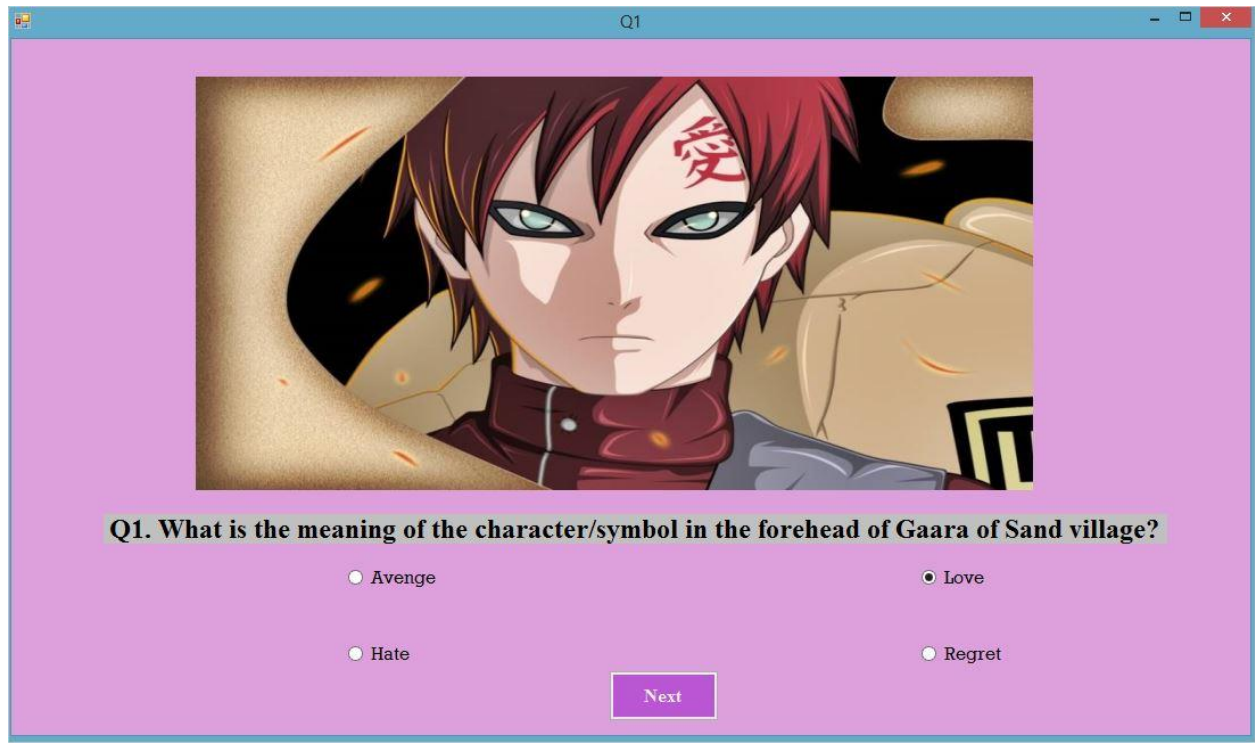 Q1
愛
Q1. What is the meaning of the character/symbol in the forehead of Gaara of Sand village?
Avenge
Love
Hate
Regret
Next